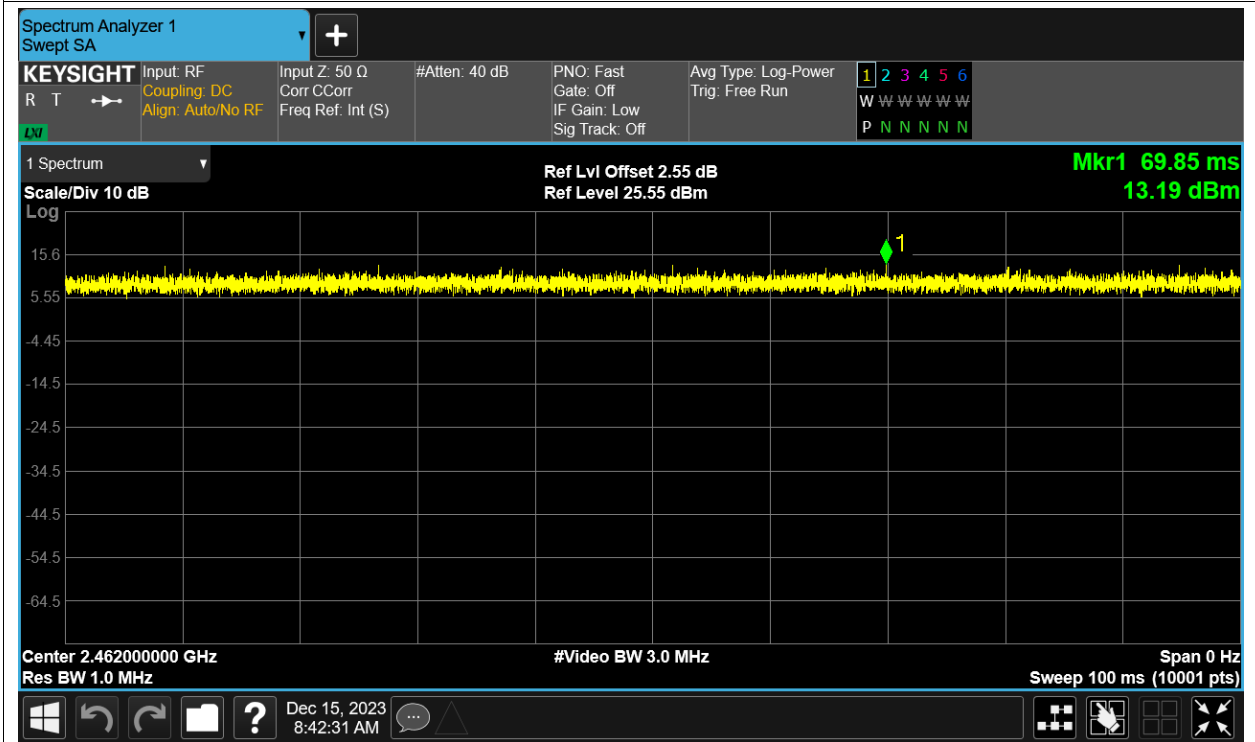 Spectrum Analyzer 1
Swept SA
KEYSIGHT
R T
LXI
Input: RF
Coupling: DC
Align: Auto/No RF
Input Z: 50 Ω
Corr CCorr
Freq Ref: Int (S)
#Atten: 40 dB
PNO: Fast
Gate: Off
IF Gain: Low
Sig Track: Off
Avg Type: Log-Power
Trig: Free Run
1 2 3 4 5 6
W W W W W W
P N N N N N
1 Spectrum
Scale/Div 10 dB
Log
Ref Lvl Offset 2.55 dB
Ref Level 25.55 dBm
Mkr1 69.85 ms
13.19 dBm
1
15.6
5.55
-4.45
-14.5
-24.5
-34.5
-44.5
-54.5
-64.5
Center 2.462000000 GHz
Res BW 1.0 MHz
#Video BW 3.0 MHz
Span 0 Hz
Sweep 100 ms (10001 pts)
?
Dec 15, 2023
8:42:31 AM